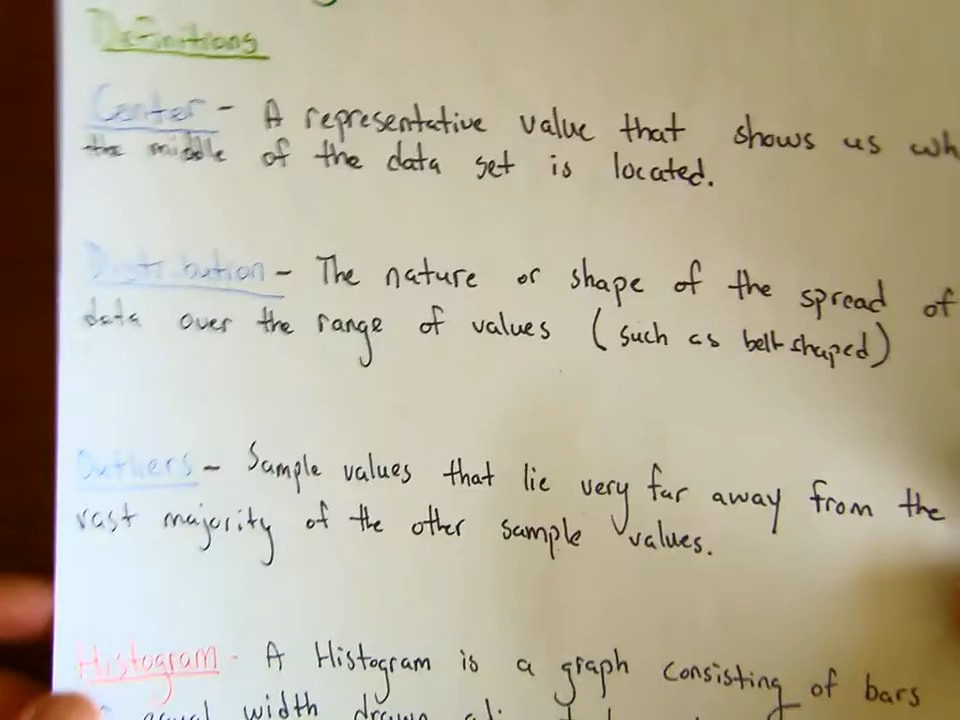 Definitions
Center - A representative value that shows us wh
the middle of the data set is located.
Distribution - The nature or shape of the spread of
data over the range of values (such as bell-shaped)
Outliers - Sample values that lie very far away from the
vast majority of the other sample values.
Histogram - A Histogram is a graph consisting of bars
equal width drawn